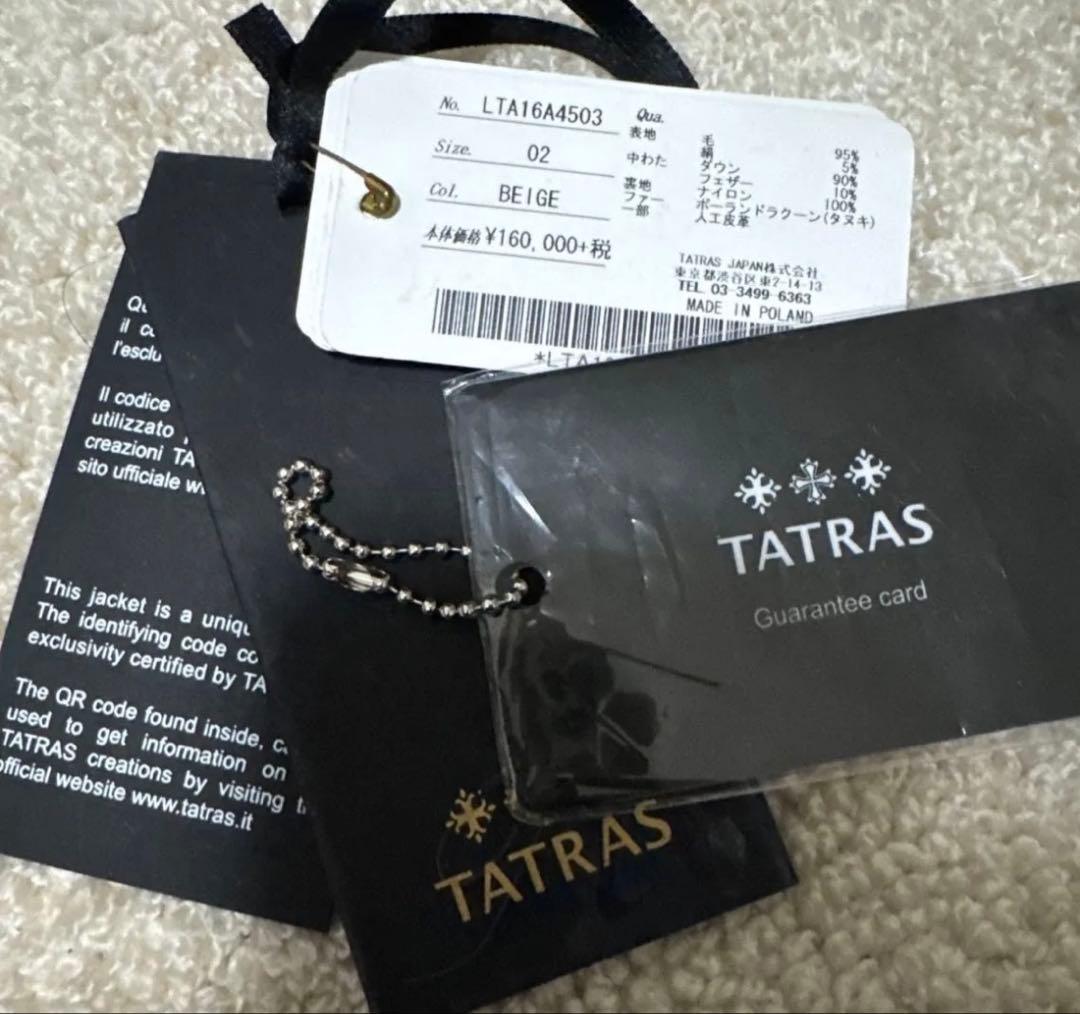 No. LTA16A4503
Size. 02
Col. BEIGE
本体価格 ¥160,000+税
Qua.
表地 毛 95%
絹 5%
中わた ダウン 90%
フェザー 10%
裏地 ナイロン 100%
ファー ポーランドラクーン(タヌキ)
一部 人工皮革
TATRAS JAPAN株式会社
東京都渋谷区東2-14-13
TEL 03-3499-6363
MADE IN POLAND
*LTA16
TATRAS
Guarantee card
il
l'esclu
Il codice
utilizzato
creazioni TA
sito ufficiale
This jacket is a
The identifying code
exclusivity certified by TA
The QR code found inside,
used to get information on
TATRAS creations by visiting
official website www.tatras.it
TATRAS